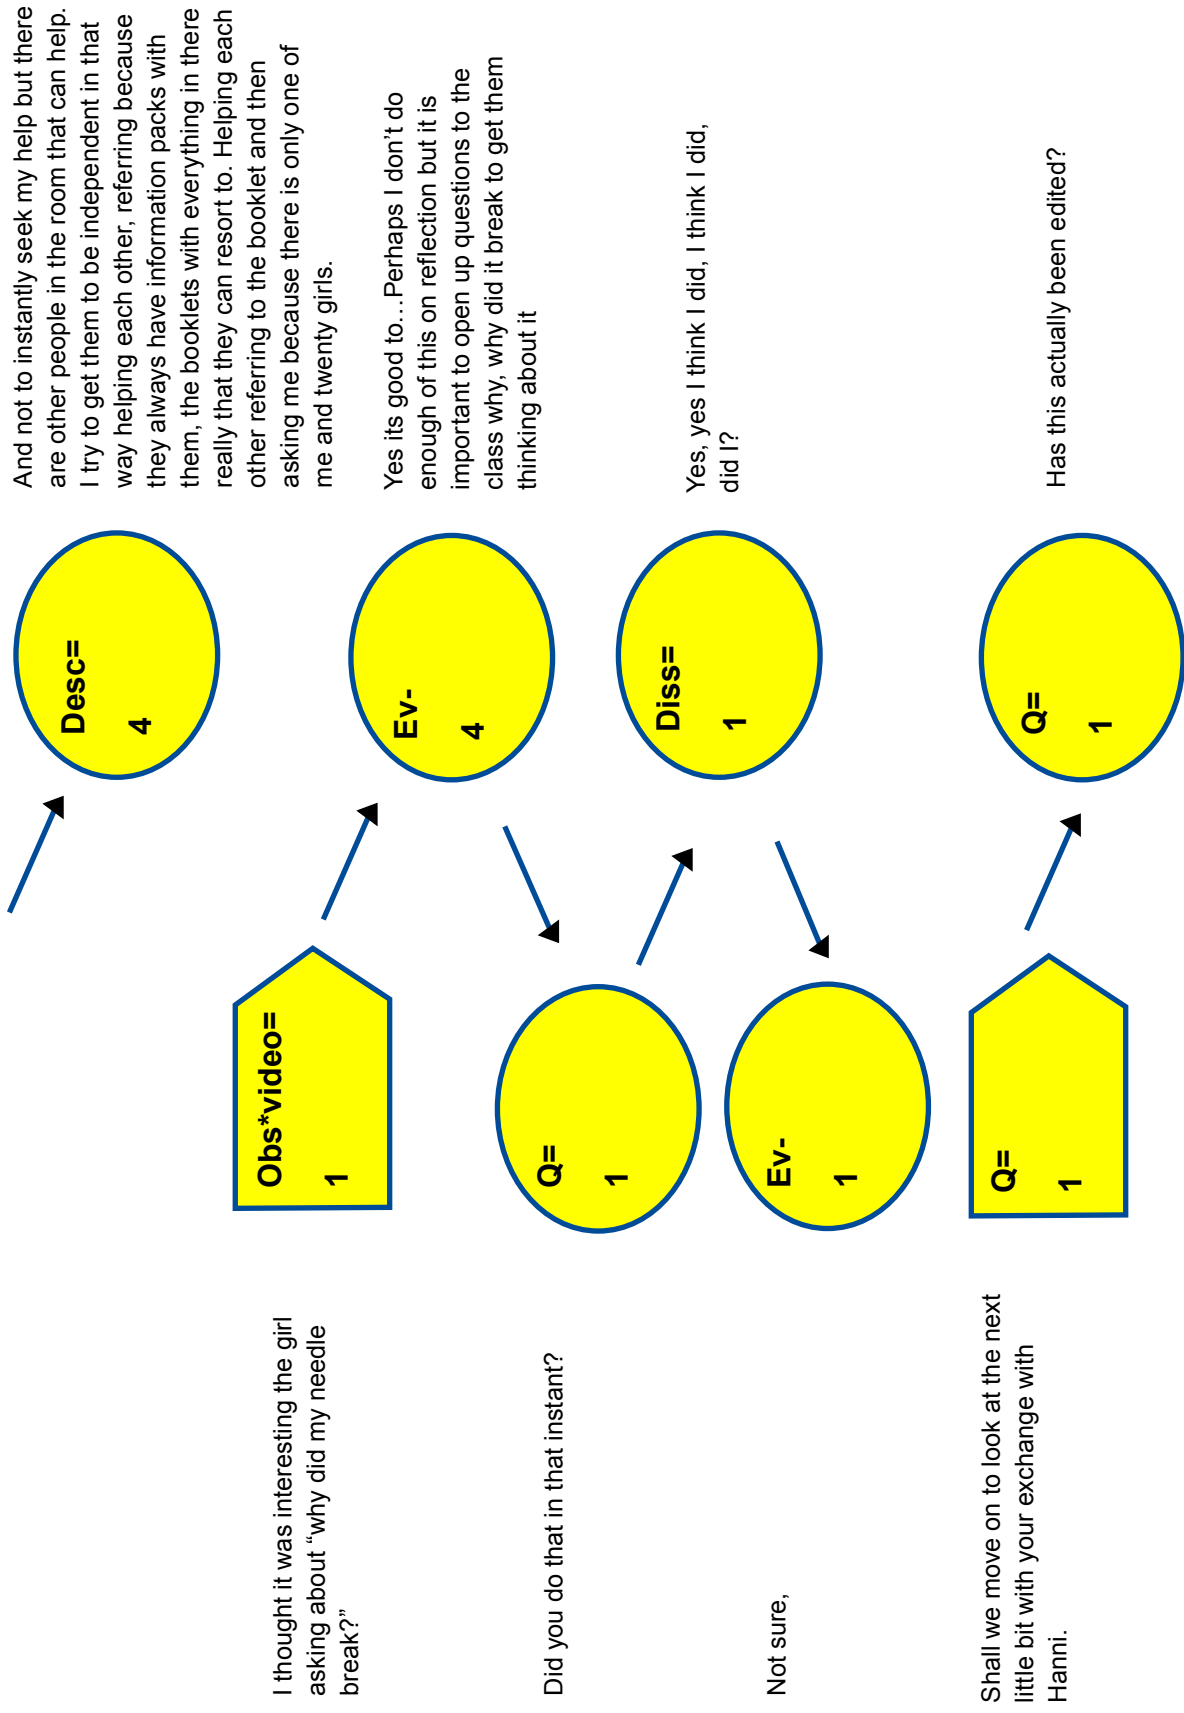 And not to instantly seek my help but there
are other people in the room that can help.
I try to get them to be independent in that
way helping each other, referring because
they always have information packs with
them, the booklets with everything in there
really that they can resort to. Helping each
other referring to the booklet and then
asking me because there is only one of
me and twenty girls.
Desc=
4
I thought it was interesting the girl
asking about “why did my needle
break?”
Obs*video=
1
Ev-
4
Yes its good to…Perhaps I don’t do
enough of this on reflection but it is
important to open up questions to the
class why, why did it break to get them
thinking about it
Did you do that in that instant?
Q=
1
Diss=
1
Yes, yes I think I did, I think I did,
did I?
Not sure,
Ev-
1
Shall we move on to look at the next
little bit with your exchange with
Hanni.
Q=
1
Q=
1
Has this actually been edited?